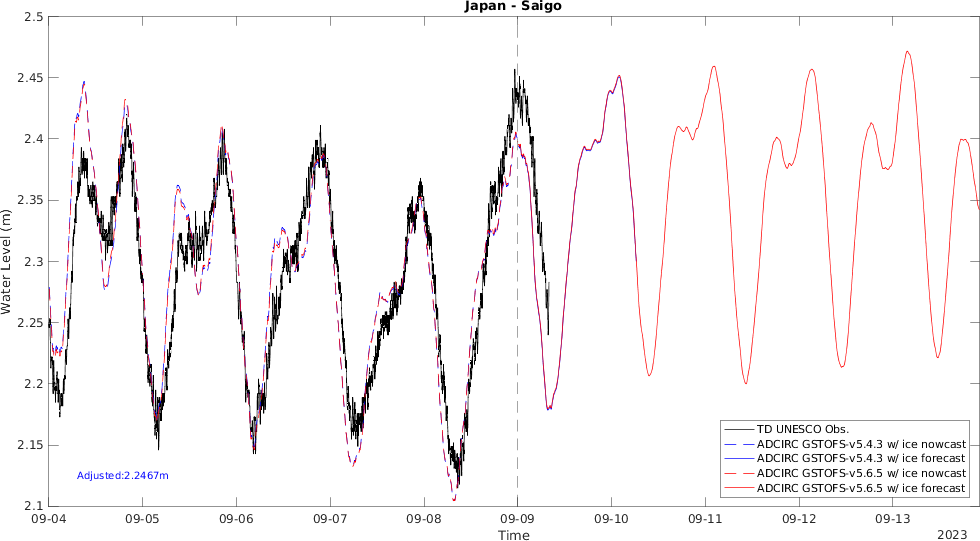 Japan - Saigo
2.5
2.45
2.4
2.35
2.3
2.25
2.2
2.15
2.1
Water Level (m)
Adjusted:2.2467m
TD UNESCO Obs.
ADCIRC GSTOFS-v5.4.3 w/ ice nowcast
ADCIRC GSTOFS-v5.4.3 w/ ice forecast
ADCIRC GSTOFS-v5.6.5 w/ ice nowcast
ADCIRC GSTOFS-v5.6.5 w/ ice forecast
09-04 09-05 09-06 09-07 09-08 09-09 09-10 09-11 09-12 09-13
Time
2023